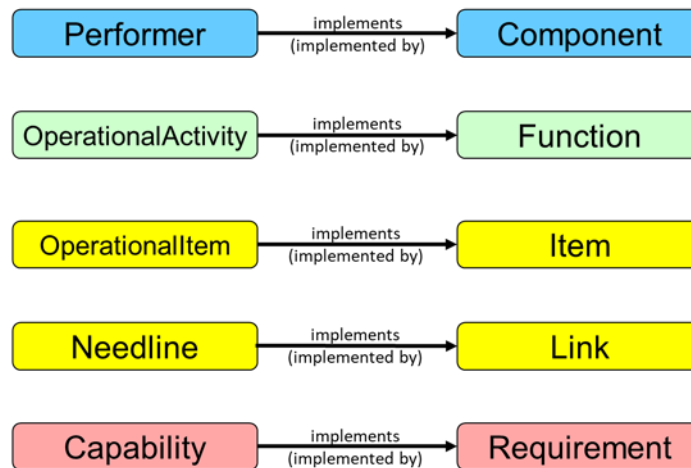 Performer
implements
(implemented by)
Component
OperationalActivity
implements
(implemented by)
Function
OperationalItem
implements
(implemented by)
Item
Needline
implements
(implemented by)
Link
Capability
implements
(implemented by)
Requirement